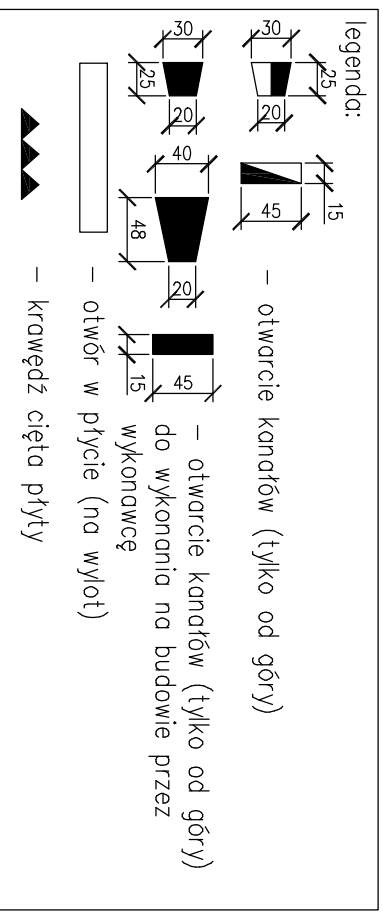 legenda:
30
25
20
15
45
– otwarcie kanałów (tylko od góry)
30
25
20
40
48
20
15
45
– otwarcie kanałów (tylko od góry)
do wykonania na budowie przez
wykonawcę
– otwór w płycie (na wylot)
– krawędź cięta płyty